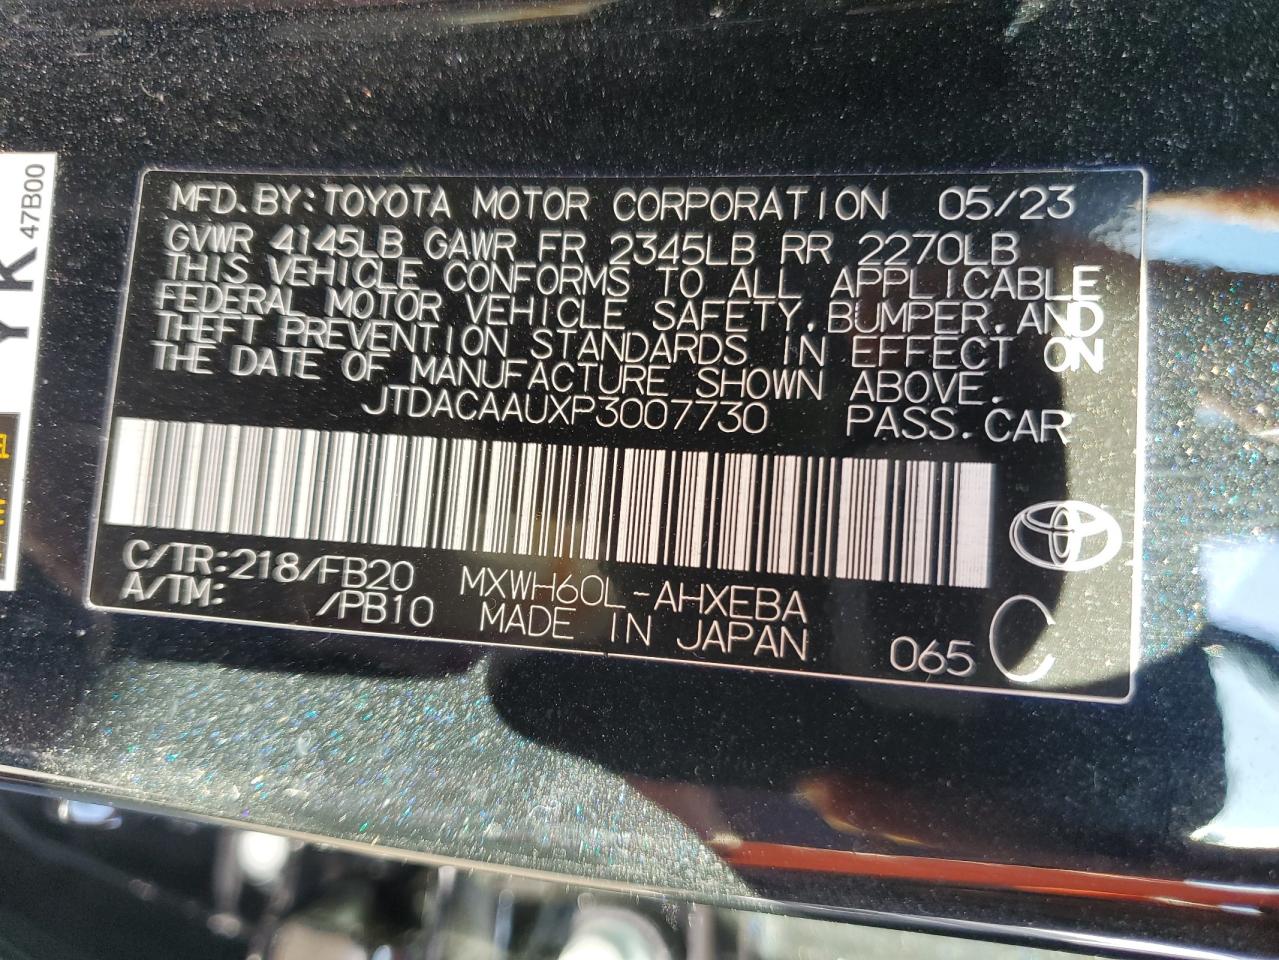 MFD.BY:TOYOTA MOTOR CORPORATION 05/23
GVWR 4145LB GAWR FR 2345LB RR 2270LB
THIS VEHICLE CONFORMS TO ALL APPLICABLE
FEDERAL MOTOR VEHICLE SAFETY, BUMPER, AND
THEFT PREVENTION STANDARDS IN EFFECT ON
THE DATE OF MANUFACTURE SHOWN ABOVE.
JTDACAAUXP3007730 PASS.CAR
C/TR:218/FB20 MXWH60L-AHXEBA
A/TM: /PB10 MADE IN JAPAN 065 C
YK
47B00